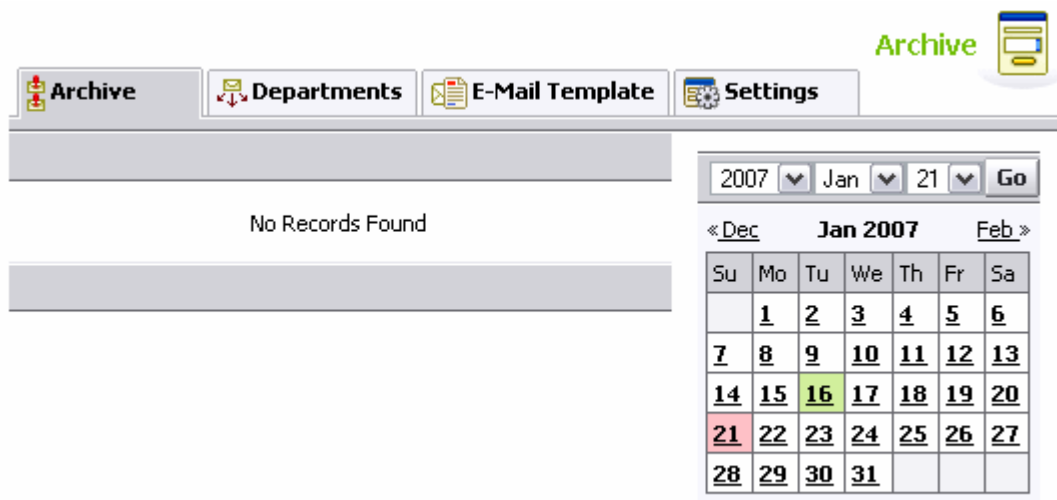 Archive
Archive Departments E-Mail Template Settings
2007 Jan 21 Go
No Records Found
«Dec Jan 2007 Feb»
Su Mo Tu We Th Fr Sa
1 2 3 4 5 6
7 8 9 10 11 12 13
14 15 16 17 18 19 20
21 22 23 24 25 26 27
28 29 30 31